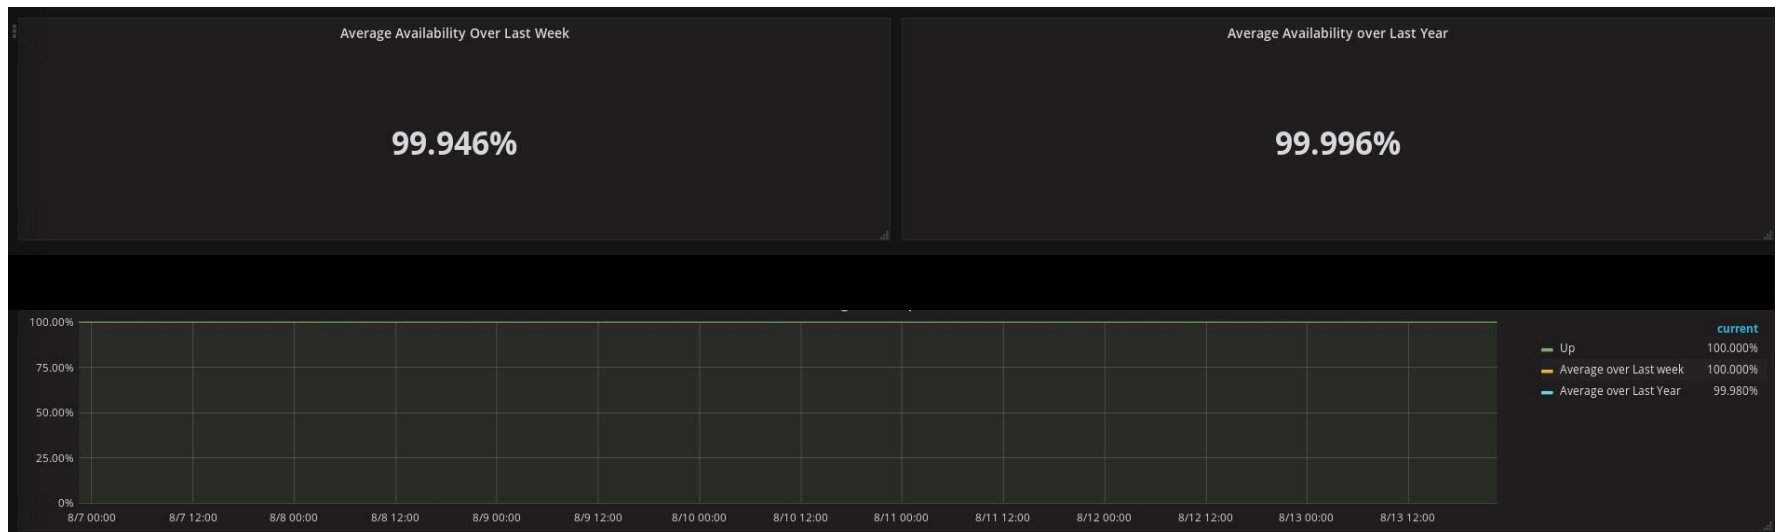 Average Availability Over Last Week
Average Availability over Last Year
99.946%
99.996%
100.00%
75.00%
50.00%
25.00%
0%
8/7 00:00 8/7 12:00 8/8 00:00 8/8 12:00 8/9 00:00 8/9 12:00 8/10 00:00 8/10 12:00 8/11 00:00 8/11 12:00 8/12 00:00 8/12 12:00 8/13 00:00 8/13 12:00
current
Up 100.000%
Average over Last week 100.000%
Average over Last Year 99.980%